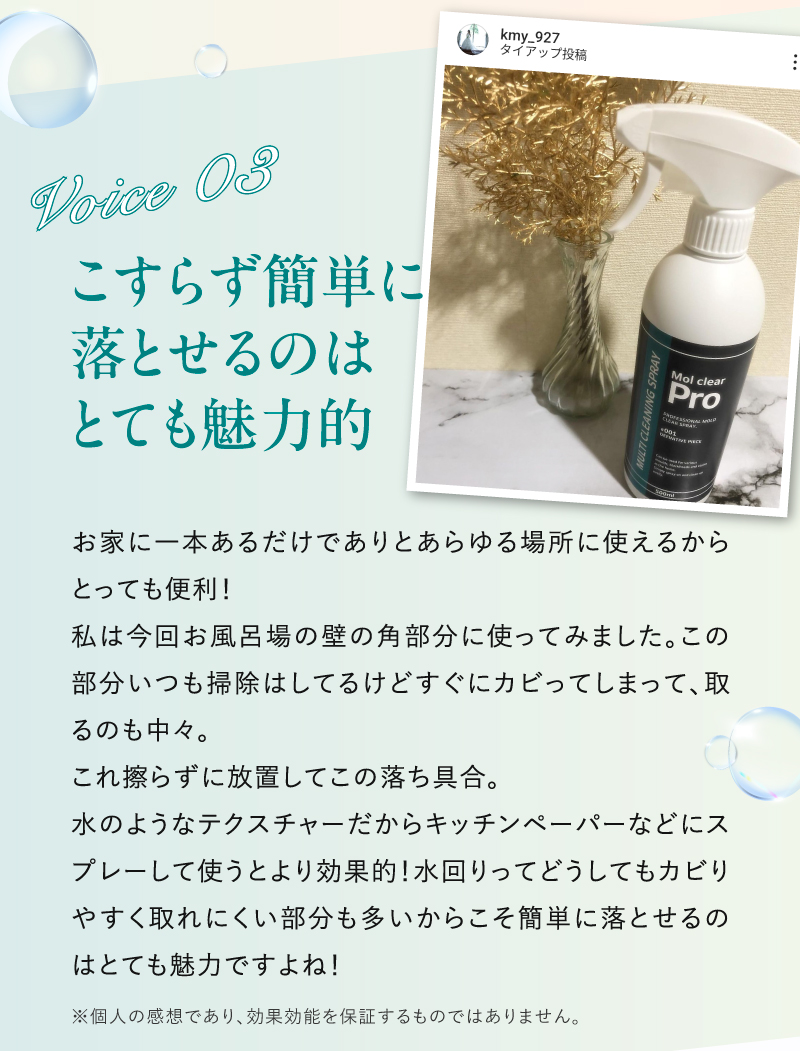 kmy_927
タイアップ投稿
Voice 03
こすらず簡単に
落とせるのは
とても魅力的
MULTI CLEANING SPRAY
Mol clear
Pro
PROFESSIONAL MOLD
CLEAR SPRAY.
#001
DEFINITIVE PIECE
500ml
お家に一本あるだけでありとあらゆる場所に使えるから
とっても便利！
私は今回お風呂場の壁の角部分に使ってみました。この
部分いつも掃除はしてるけどすぐにカビってしまって、取
るのも中々。
これ擦らずに放置してこの落ち具合。
水のようなテクスチャーだからキッチンペーパーなどにス
プレーして使うとより効果的！水回りってどうしてもカビり
やすく取れにくい部分も多いからこそ簡単に落とせるの
はとても魅力ですよね！
※個人の感想であり、効果効能を保証するものではありません。